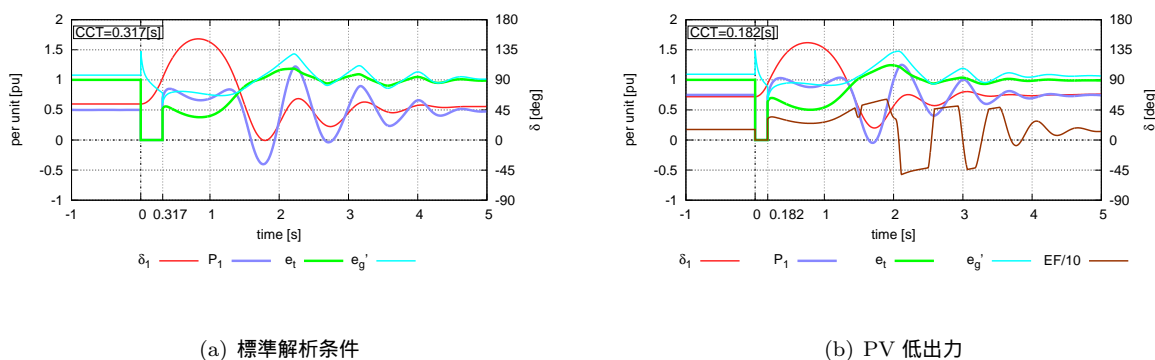 CCT=0.317[s]
2
1.5
1
0.5
0
-0.5
-1
per unit [pu]
180
135
90
45
0
-45
-90
δ [deg]
-1 0 0.317 1 2 3 4 5
time [s]
δ1 P1 et eg'
(a) 標準解析条件
CCT=0.182[s]
2
1.5
1
0.5
0
-0.5
-1
per unit [pu]
180
135
90
45
0
-45
-90
δ [deg]
-1 0 0.182 1 2 3 4 5
time [s]
δ1 P1 et eg' EF/10
(b) PV 低出力